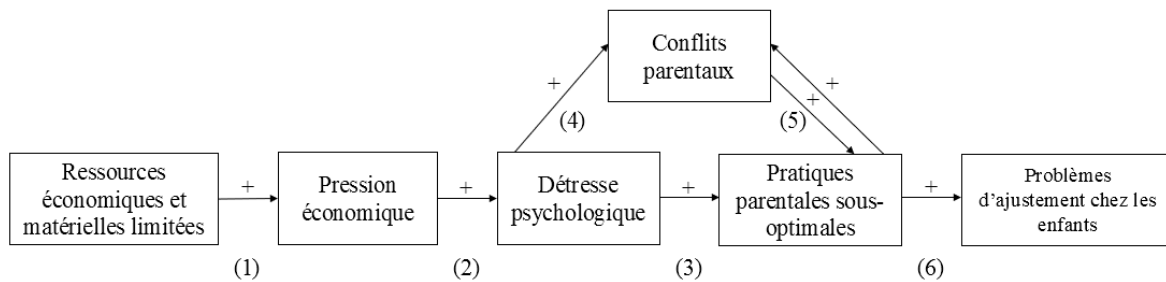 Conflits
parentaux
+
+
+
(4)
(5)
Ressources
économiques et
matérielles limitées
+
Pression
économique
+
Détresse
psychologique
+
Pratiques
parentales sous-
optimales
+
Problèmes
d'ajustement chez les
enfants
(1)
(2)
(3)
(6)